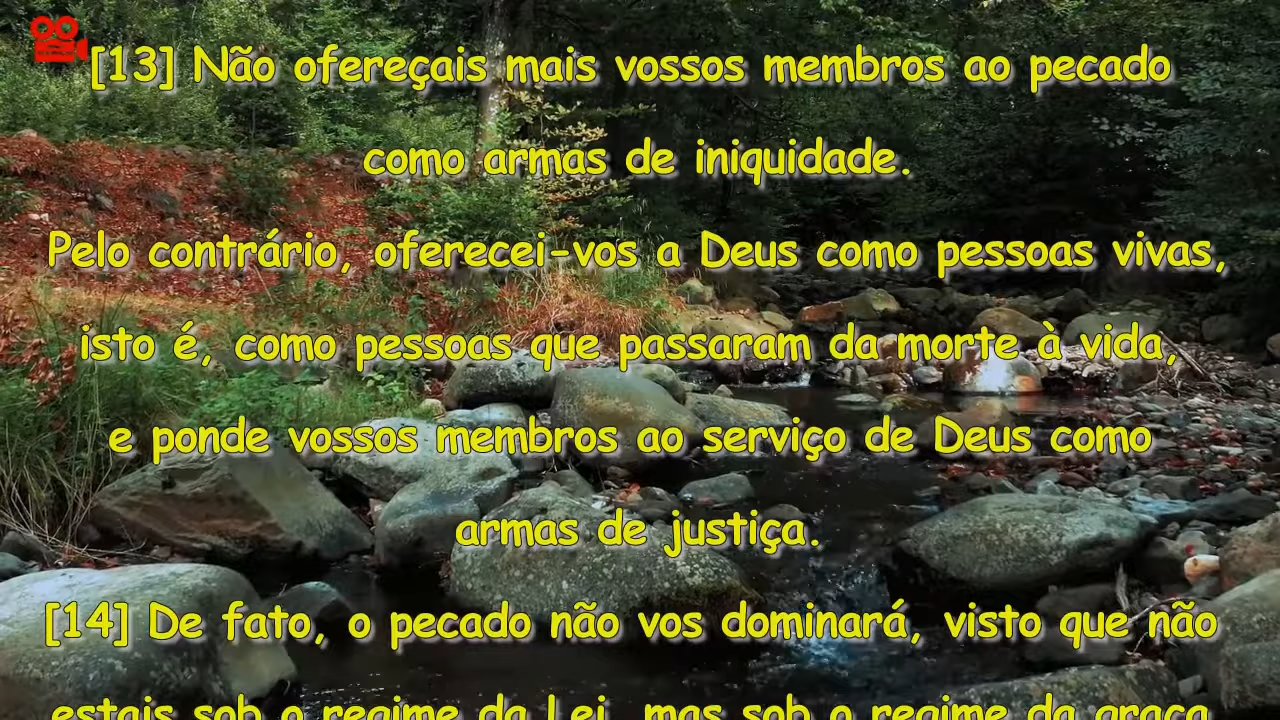 [13] Não ofereçais mais vossos membros ao pecado
como armas de iniquidade.
Pelo contrário, oferecei-vos a Deus como pessoas vivas,
isto é, como pessoas que passaram da morte à vida,
e ponde vossos membros ao serviço de Deus como
armas de justiça.
[14] De fato, o pecado não vos dominará, visto que não
estais sob o regime da Lei, mas sob o regime da graça